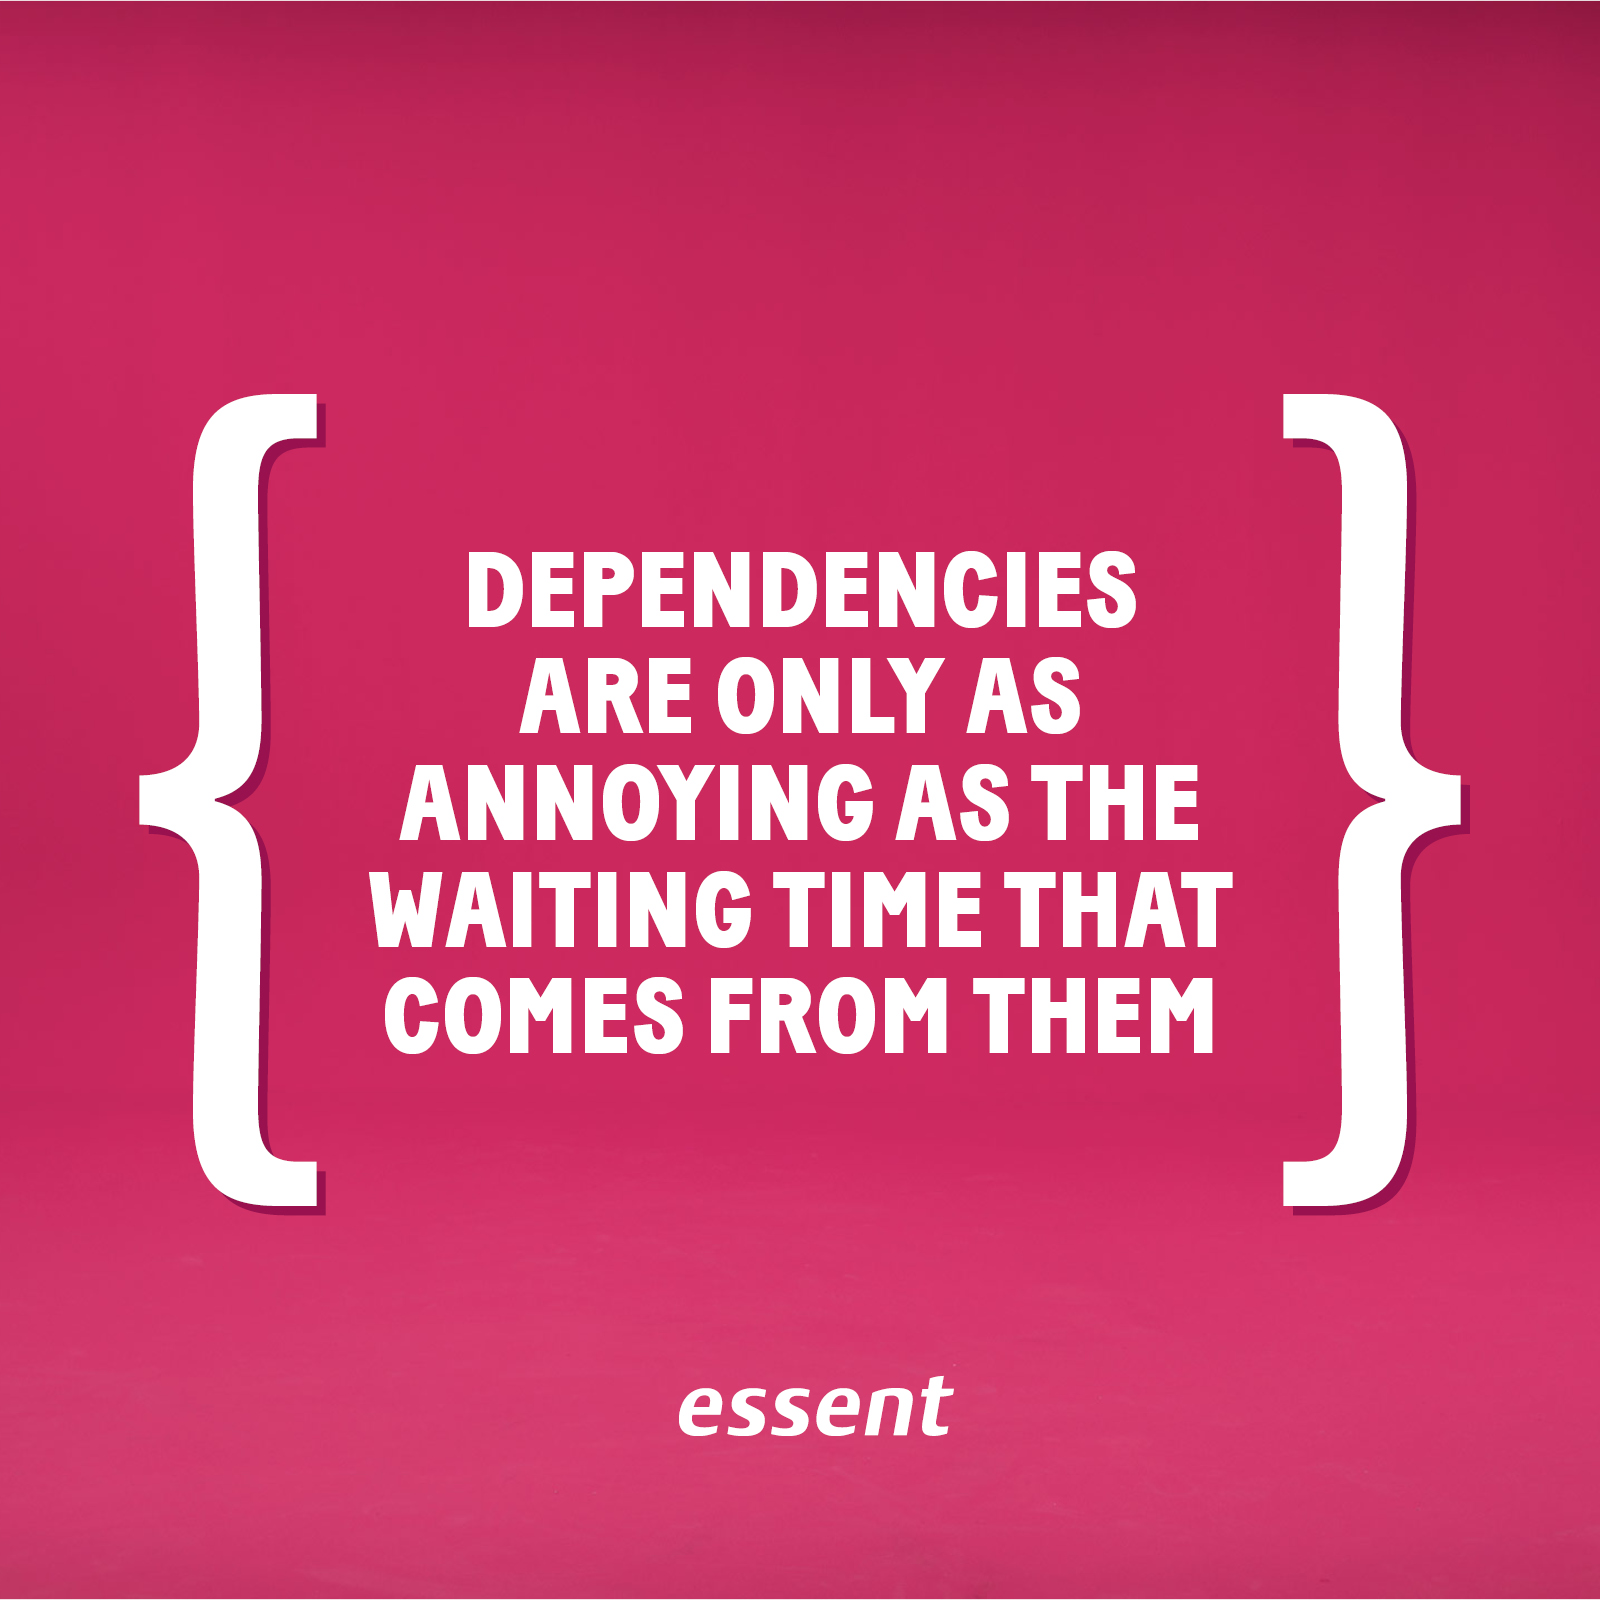 {
DEPENDENCIES
ARE ONLY AS
ANNOYING AS THE
WAITING TIME THAT
COMES FROM THEM
}
essent